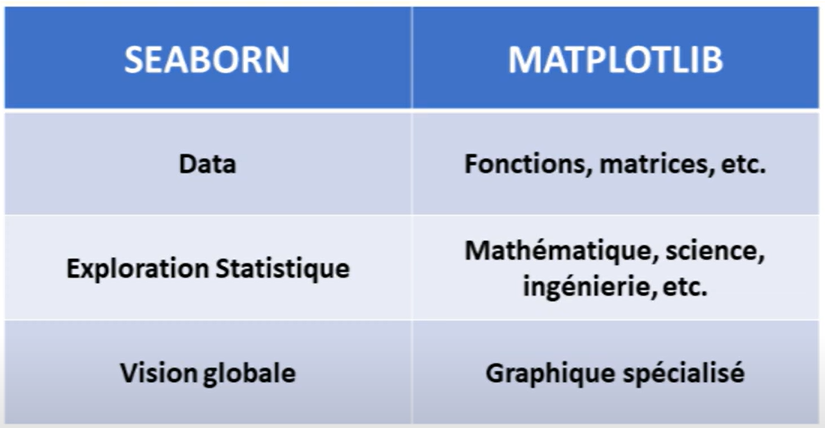 SEABORN
MATPLOTLIB
Data
Fonctions, matrices, etc.
Exploration Statistique
Mathématique, science,
ingénierie, etc.
Vision globale
Graphique spécialisé